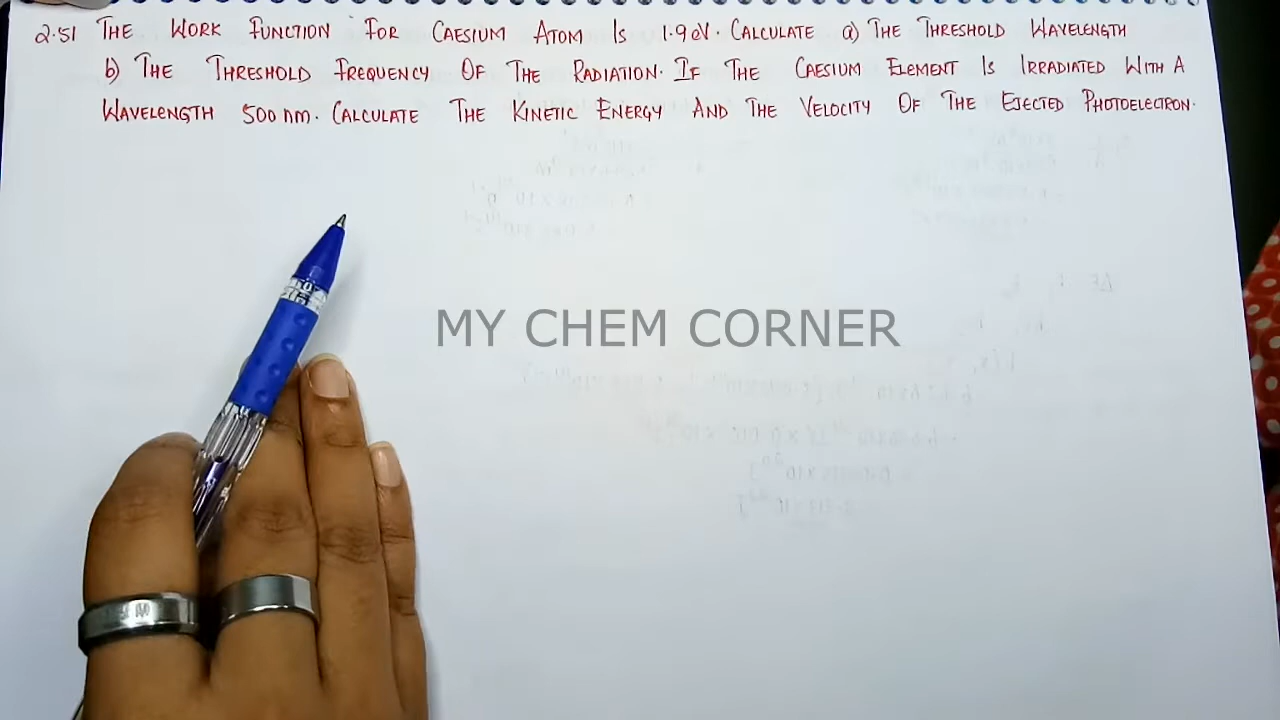 2.51 THE WORK FUNCTION FOR CAESIUM ATOM IS 1.9 eV. CALCULATE a) THE THRESHOLD WAVELENGTH
b) THE THRESHOLD FREQUENCY OF THE RADIATION. IF THE CAESIUM ELEMENT IS IRRADIATED WITH A
WAVELENGTH 500 nm. CALCULATE THE KINETIC ENERGY AND THE VELOCITY OF THE EJECTED PHOTOELECTRON.
MY CHEM CORNER